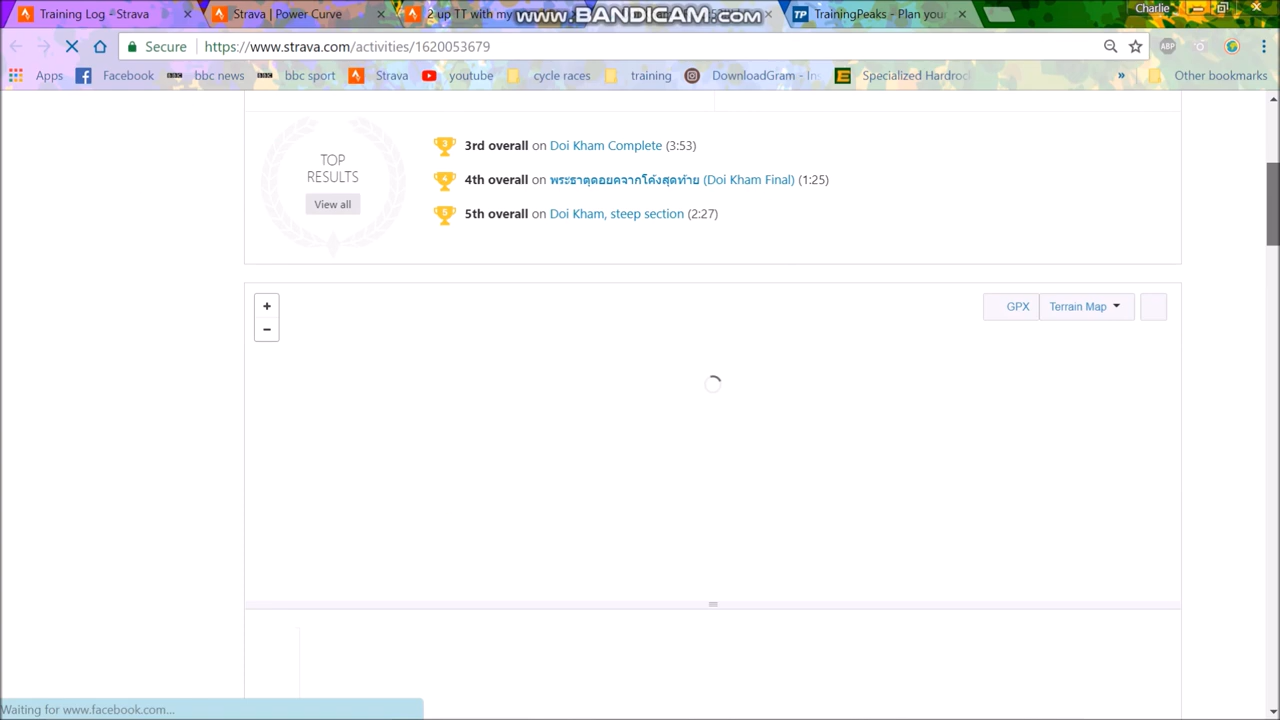 Charlie
Training Log - Strava
Strava | Power Curve
2 up TT with my
www.BANDICAM.com
TrainingPeaks - Plan your
Secure
https://www.strava.com/activities/1620053679
ABP
Apps
Facebook
bbc news
bbc sport
Strava
youtube
cycle races
training
DownloadGram - In
Specialized Hardroc
»
Other bookmarks
TOP
RESULTS
View all
3rd overall on Doi Kham Complete (3:53)
4th overall on พระธาตุดอยคจากโค้งสุดท้าย (Doi Kham Final) (1:25)
5th overall on Doi Kham, steep section (2:27)
+
−
GPX
Terrain Map
Waiting for www.facebook.com...